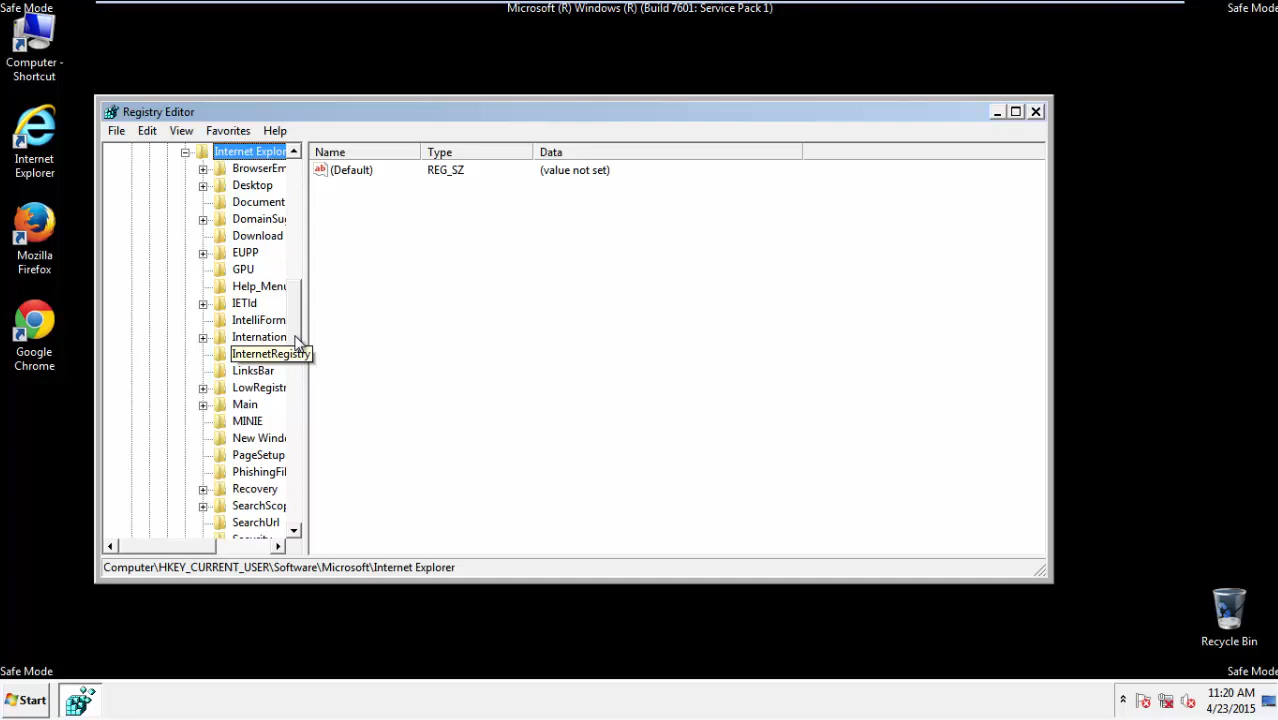 Safe Mode
Microsoft (R) Windows (R) (Build 7601: Service Pack 1)
Safe Mode
Computer -
Shortcut
Internet
Explorer
Mozilla
Firefox
Google
Chrome
Registry Editor
File Edit View Favorites Help
Internet Explor
BrowserEm
Desktop
Document
DomainSug
Download
EUPP
GPU
Help_Menu
IETld
IntelliForm
Internation
InternetRegistry
LinksBar
LowRegistr
Main
MINIE
New Windo
PageSetup
PhishingFil
Recovery
SearchScop
SearchUrl
Security
Name Type Data
ab (Default) REG_SZ (value not set)
Computer\HKEY_CURRENT_USER\Software\Microsoft\Internet Explorer
Recycle Bin
Safe Mode
Safe Mode
Start
11:20 AM
4/23/2015